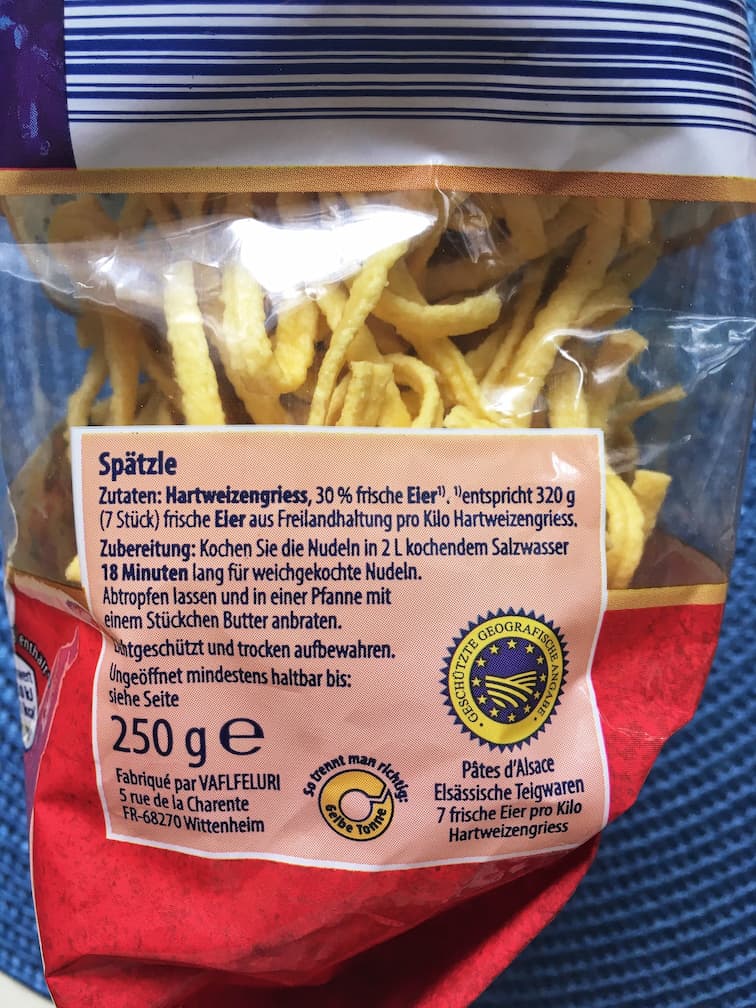 Spätzle
Zutaten: Hartweizengriess, 30 % frische Eier¹⁾. ¹⁾entspricht 320 g
(7 Stück) frische Eier aus Freilandhaltung pro Kilo Hartweizengriess.
Zubereitung: Kochen Sie die Nudeln in 2 L kochendem Salzwasser
18 Minuten lang für weichgekochte Nudeln.
Abtropfen lassen und in einer Pfanne mit
einem Stückchen Butter anbraten.
htgeschützt und trocken aufbewahren.
Ungeöffnet mindestens haltbar bis:
siehe Seite
250 g e
Fabriqué par VAFLFELURI
5 rue de la Charente
FR-68270 Wittenheim
So trennt man richtig:
Gelbe Tonne
GESCHÜTZTE GEOGRAFISCHE ANGABE
Pâtes d'Alsace
Elsässische Teigwaren
7 frische Eier pro Kilo
Hartweizengriess
enthält